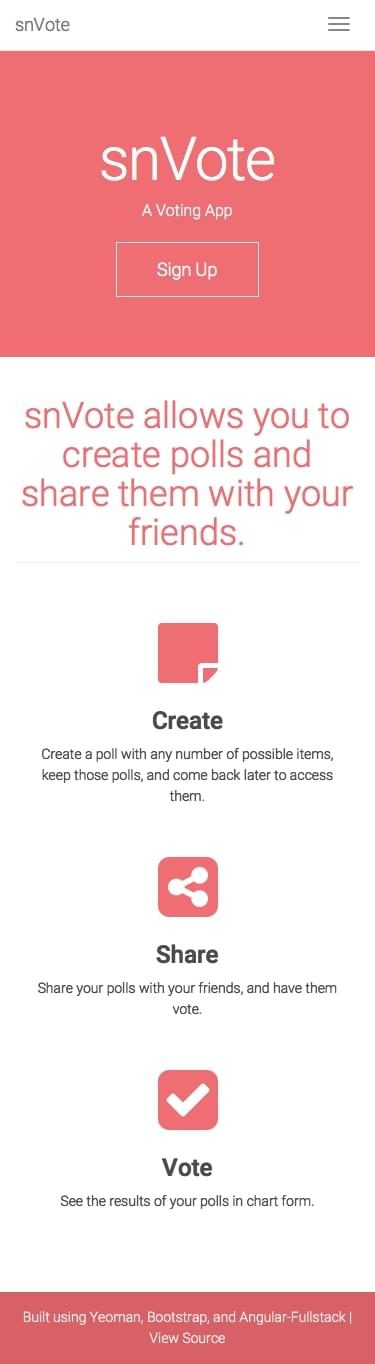 snVote
snVote
A Voting App
Sign Up
snVote allows you to
create polls and
share them with your
friends.
Create
Create a poll with any number of possible items,
keep those polls, and come back later to access
them.
Share
Share your polls with your friends, and have them
vote.
Vote
See the results of your polls in chart form.
Built using Yeoman, Bootstrap, and Angular-Fullstack |
View Source